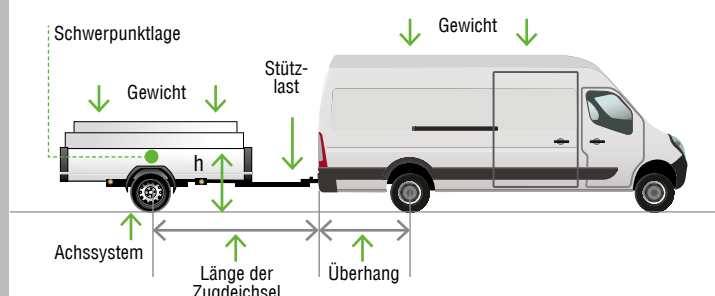 Schwerpunktlage
Gewicht
Gewicht
Stütz-
last
h
Achssystem
Länge der
Zugdeichsel
Überhang